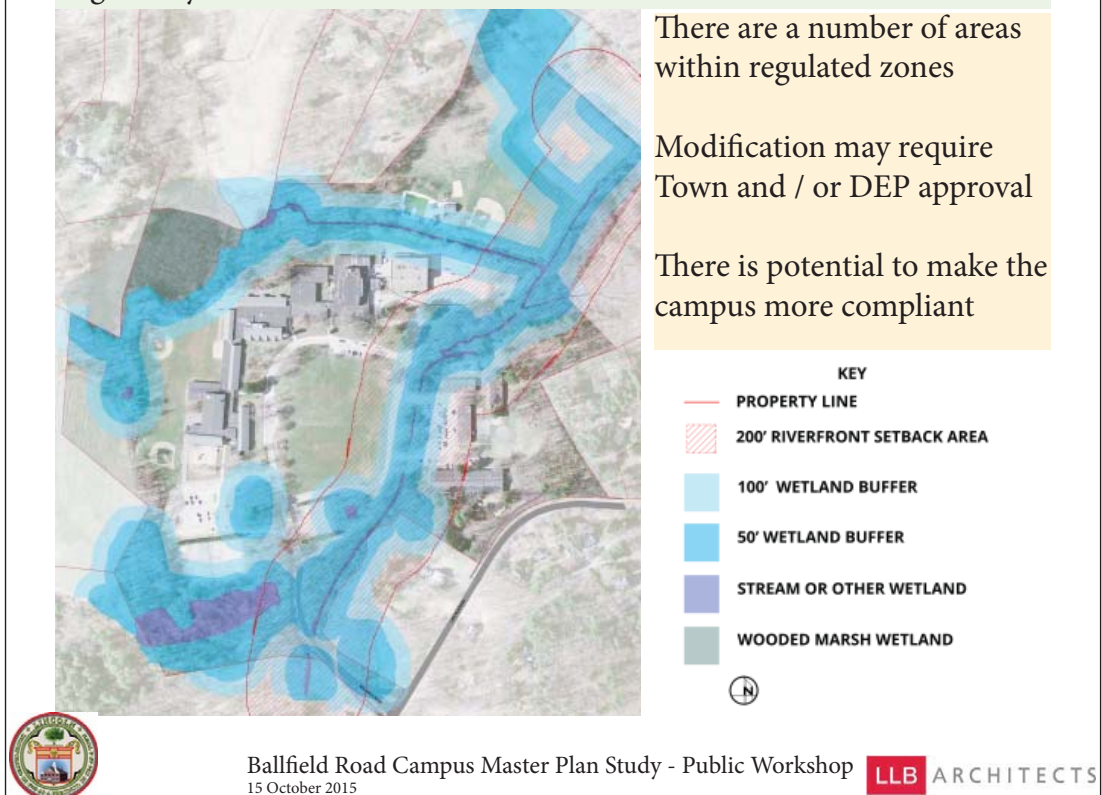 There are a number of areas
within regulated zones
Modification may require
Town and / or DEP approval
There is potential to make the
campus more compliant
KEY
PROPERTY LINE
200' RIVERFRONT SETBACK AREA
100' WETLAND BUFFER
50' WETLAND BUFFER
STREAM OR OTHER WETLAND
WOODED MARSH WETLAND
N
Ballfield Road Campus Master Plan Study - Public Workshop
15 October 2015
LLB ARCHITECTS